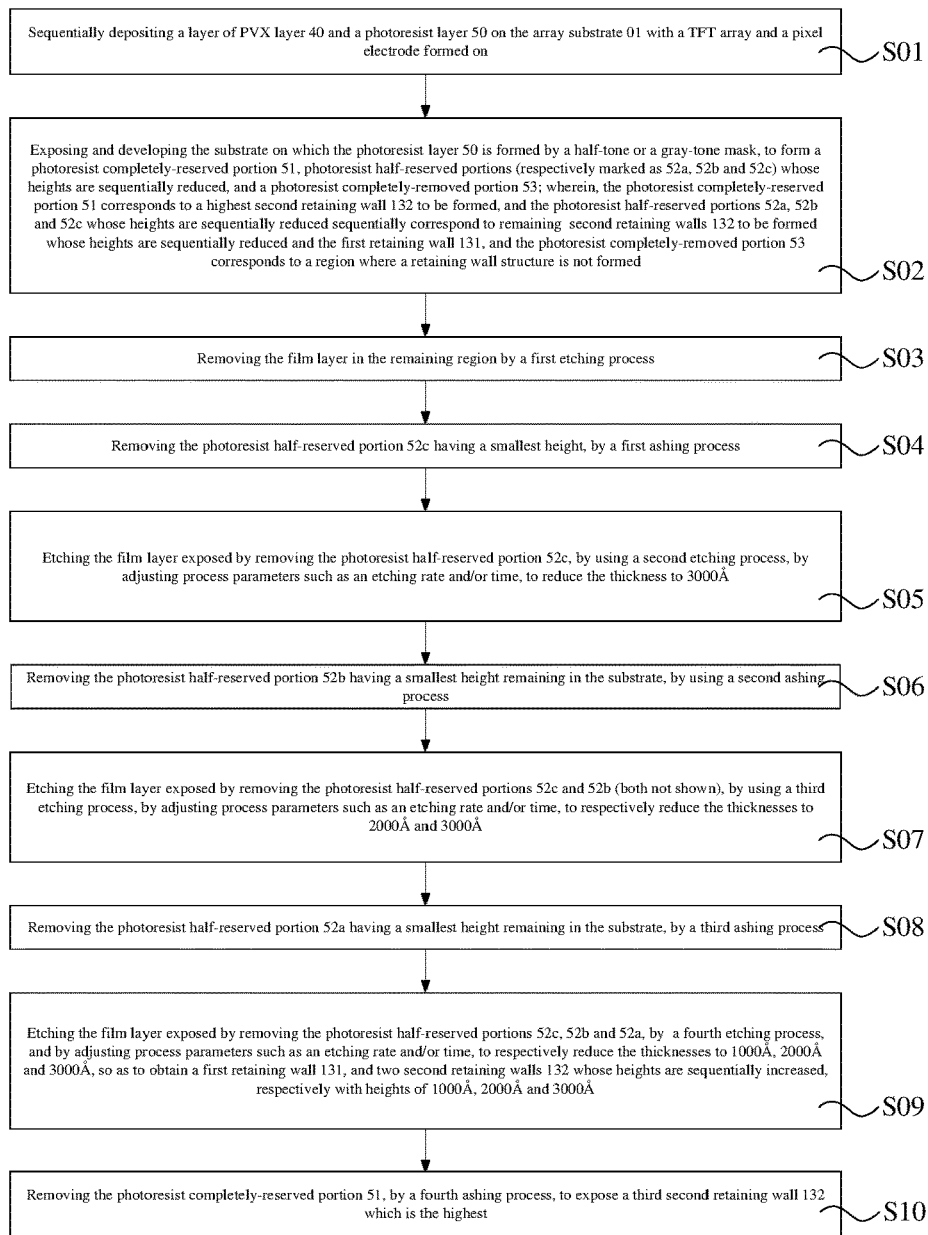 Sequentially depositing a layer of PVX layer 40 and a photoresist layer 50 on the array substrate 01 with a TFT array and a pixel
electrode formed on
S01
Exposing and developing the substrate on which the photoresist layer 50 is formed by a half-tone or a gray-tone mask, to form a
photoresist completely-reserved portion 51, photoresist half-reserved portions (respectively marked as 52a, 52b and 52c) whose
heights are sequentially reduced, and a photoresist completely-removed portion 53; wherein, the photoresist completely-reserved
portion 51 corresponds to a highest second retaining wall 132 to be formed, and the photoresist half-reserved portions 52a, 52b
and 52c whose heights are sequentially reduced sequentially correspond to remaining second retaining walls 132 to be formed
whose heights are sequentially reduced and the first retaining wall 131, and the photoresist completely-removed portion 53
corresponds to a region where a retaining wall structure is not formed
S02
Removing the film layer in the remaining region by a first etching process
S03
Removing the photoresist half-reserved portion 52c having a smallest height, by a first ashing process
S04
Etching the film layer exposed by removing the photoresist half-reserved portion 52c, by using a second etching process, by
adjusting process parameters such as an etching rate and/or time, to reduce the thickness to 3000Å
S05
Removing the photoresist half-reserved portion 52b having a smallest height remaining in the substrate, by using a second ashing
process
S06
Etching the film layer exposed by removing the photoresist half-reserved portions 52c and 52b (both not shown), by using a third
etching process, by adjusting process parameters such as an etching rate and/or time, to respectively reduce the thicknesses to
2000Å and 3000Å
S07
Removing the photoresist half-reserved portion 52a having a smallest height remaining in the substrate, by a third ashing process
S08
Etching the film layer exposed by removing the photoresist half-reserved portions 52c, 52b and 52a, by a fourth etching process,
and by adjusting process parameters such as an etching rate and/or time, to respectively reduce the thicknesses to 1000Å, 2000Å
and 3000Å, so as to obtain a first retaining wall 131, and two second retaining walls 132 whose heights are sequentially increased,
respectively with heights of 1000Å, 2000Å and 3000Å
S09
Removing the photoresist completely-reserved portion 51, by a fourth ashing process, to expose a third second retaining wall 132
which is the highest
S10